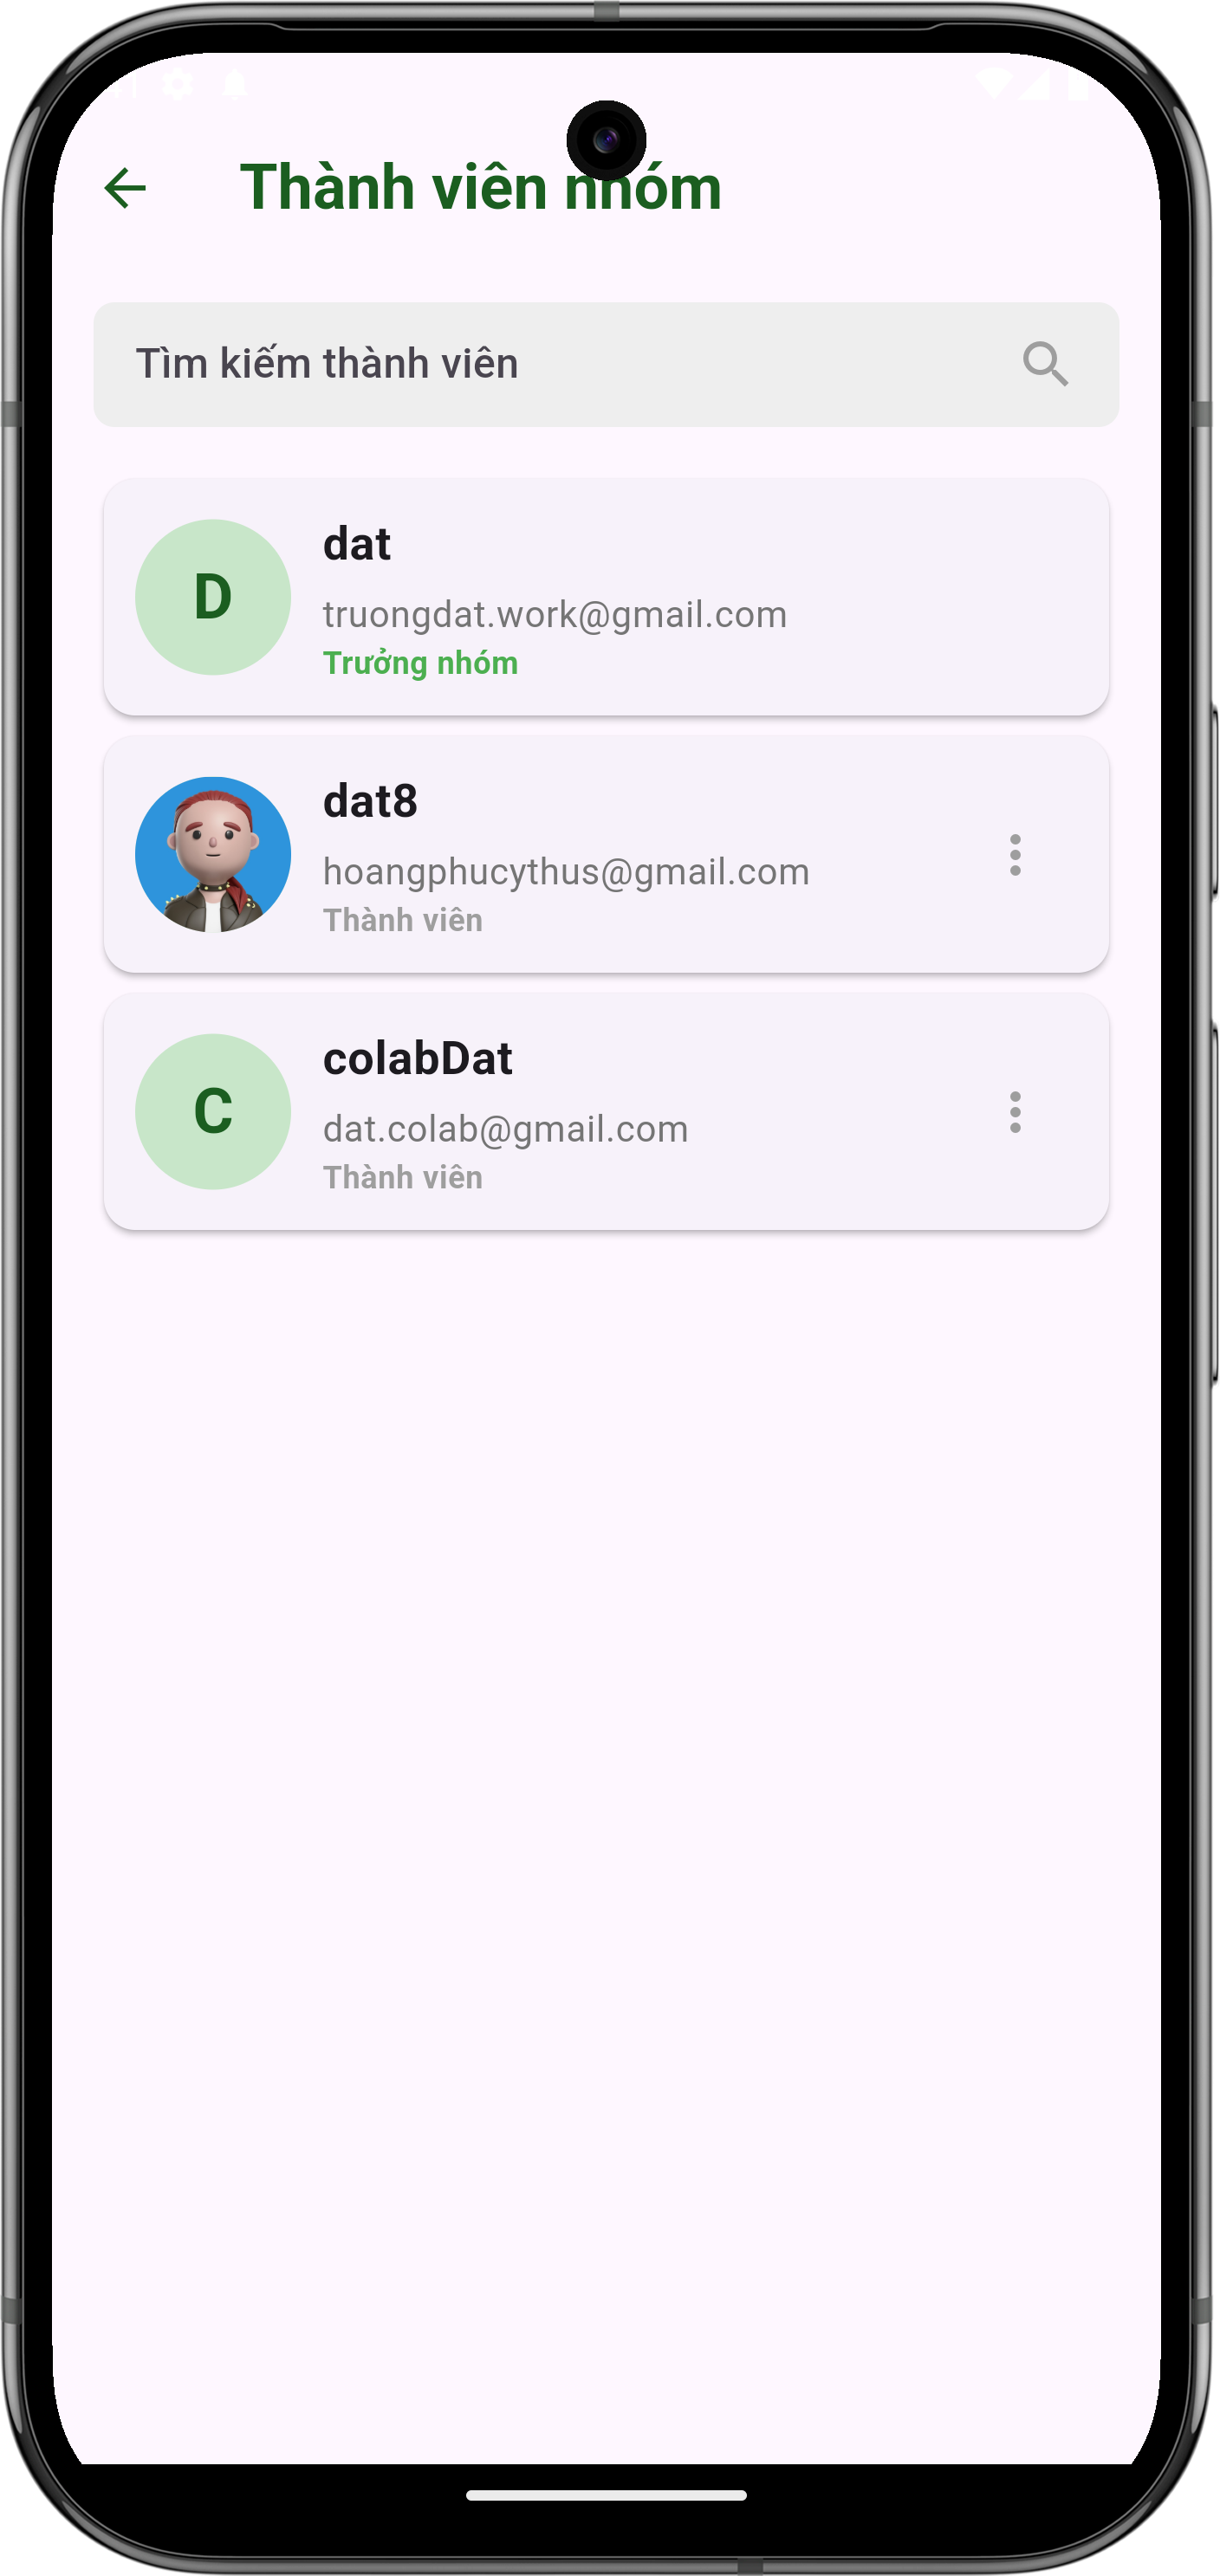 Thành viên nhóm
Tìm kiếm thành viên
D
dat
truongdat.work@gmail.com
Trưởng nhóm
dat8
hoangphucythus@gmail.com
Thành viên
C
colabDat
dat.colab@gmail.com
Thành viên